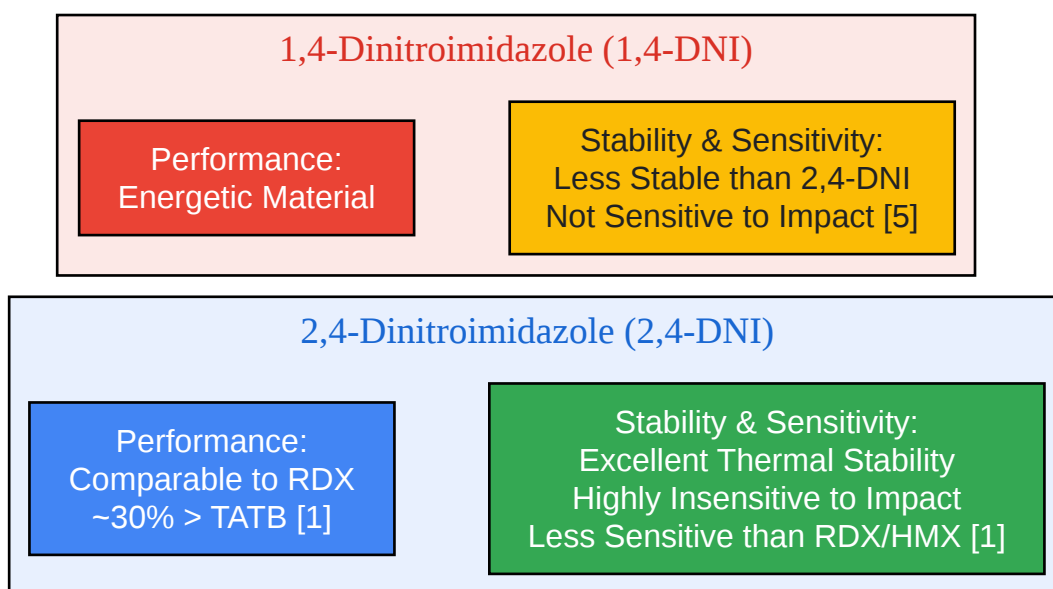 1,4-Dinitroimidazole (1,4-DNI)
Performance:
Energetic Material
Stability & Sensitivity:
Less Stable than 2,4-DNI
Not Sensitive to Impact [5]
2,4-Dinitroimidazole (2,4-DNI)
Performance:
Comparable to RDX
~30% > TATB [1]
Stability & Sensitivity:
Excellent Thermal Stability
Highly Insensitive to Impact
Less Sensitive than RDX/HMX [1]